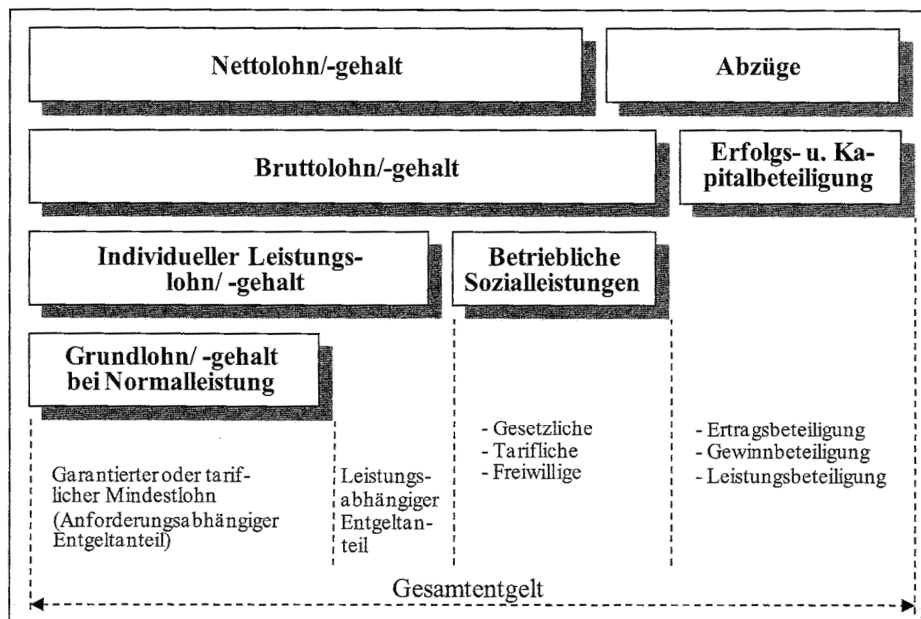 Nettolohn/-gehalt
Abzüge
Bruttolohn/-gehalt
Erfolgs- u. Ka-
pitalbeteiligung
Individueller Leistungs-
lohn/ -gehalt
Betriebliche
Sozialleistungen
Grundlohn/ -gehalt
bei Normalleistung
Garantierter oder tarif-
licher Mindestlohn
(Anforderungsabhängiger
Entgeltanteil)
Leistungs-
abhängiger
Entgeltan-
teil
- Gesetzliche
- Tarifliche
- Freiwillige
- Ertragsbeteiligung
- Gewinnbeteiligung
- Leistungsbeteiligung
Gesamtentgelt